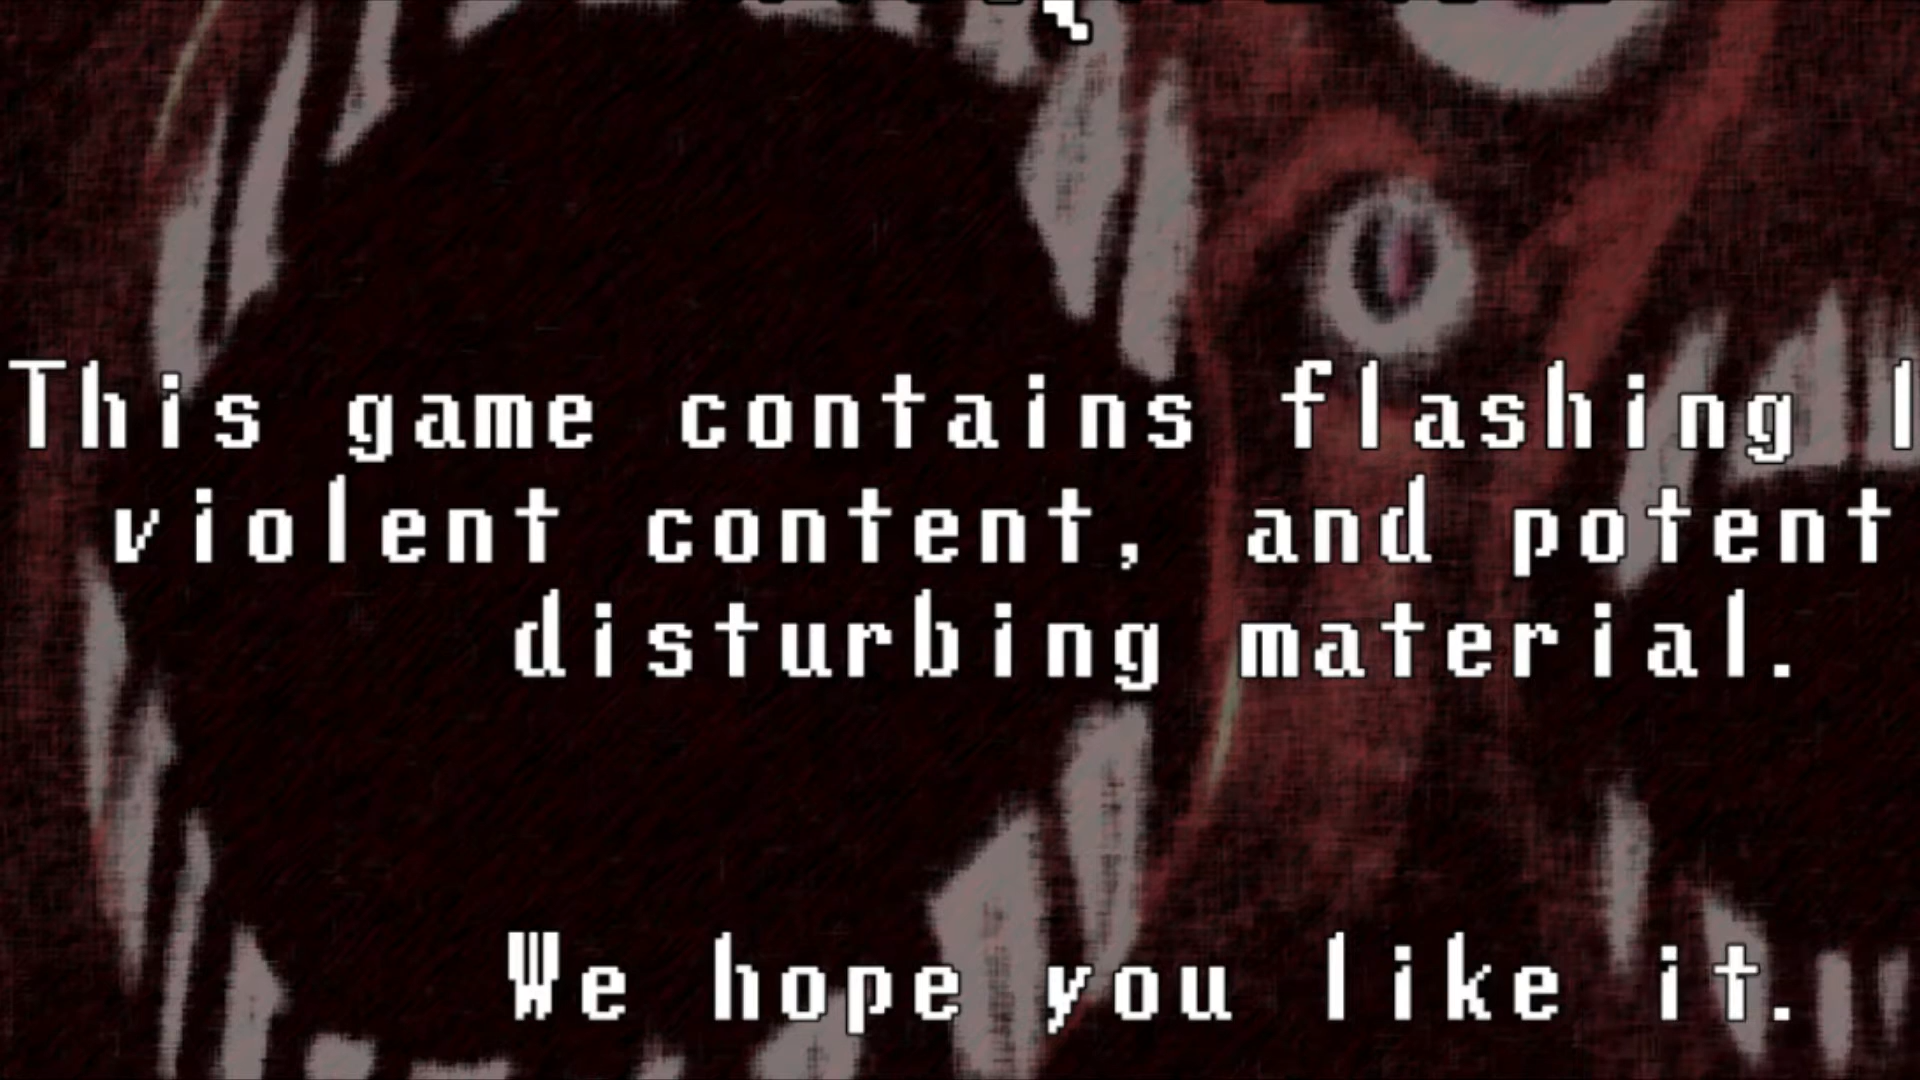 This game contains flashing l
violent content, and potent
disturbing material.
We hope you like it.